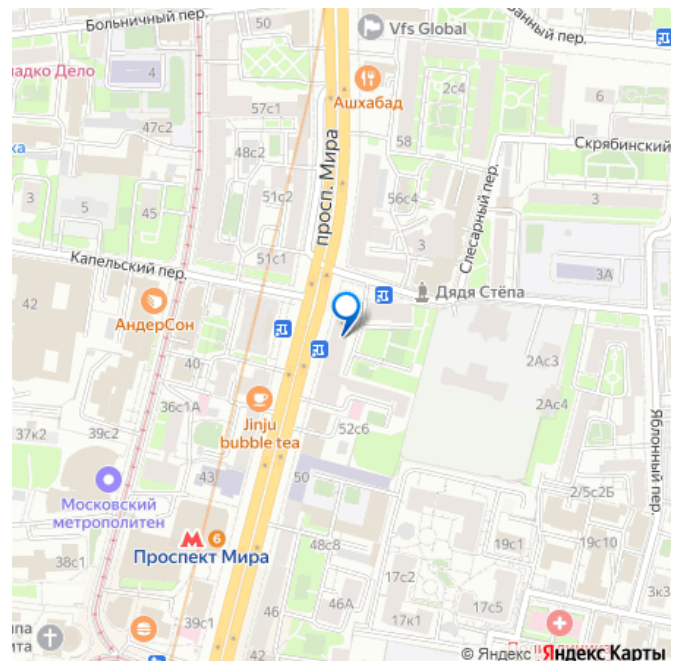 Больничный пер.
50
Vfs Global
ванный пер.
адко Дело
4
Ашхабад
2с4
6
57с1
47с2
58
Скрябинский
48с2
ка
просп. Мира
Слесарный пер.
3
5
45
51с2
56с4
3
3
51с1
Капельский пер.
3А
Дядя Стёпа
42
АндерСон
40
2Ас3
36с1А
Jinju
bubble tea
2Ас4
37к2
39с2
52с6
Яблонный пер.
43
50
2/5с2Б
Московский
метрополитен
6
Проспект Мира
48с8
19с1
19с10
38с1
17с2
3к3
39с1
46
46А
17к1
17с5
42
© Яндекс Яндекс Карты